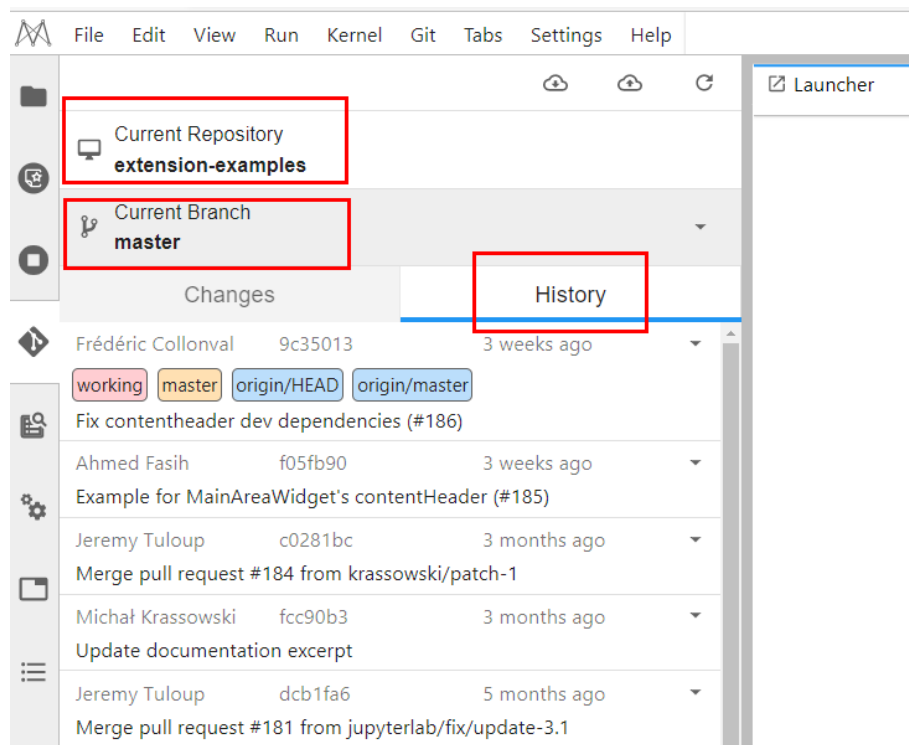 File Edit View Run Kernel Git Tabs Settings Help
Launcher
Current Repository
extension-examples
Current Branch
master
Changes History
Frédéric Collonval 9c35013 3 weeks ago
working master origin/HEAD origin/master
Fix contentheader dev dependencies (#186)
Ahmed Fasih f05fb90 3 weeks ago
Example for MainAreaWidget's contentHeader (#185)
Jeremy Tuloup c0281bc 3 months ago
Merge pull request #184 from krassowski/patch-1
Michał Krassowski fcc90b3 3 months ago
Update documentation excerpt
Jeremy Tuloup dcb1fa6 5 months ago
Merge pull request #181 from jupyterlab/fix/update-3.1